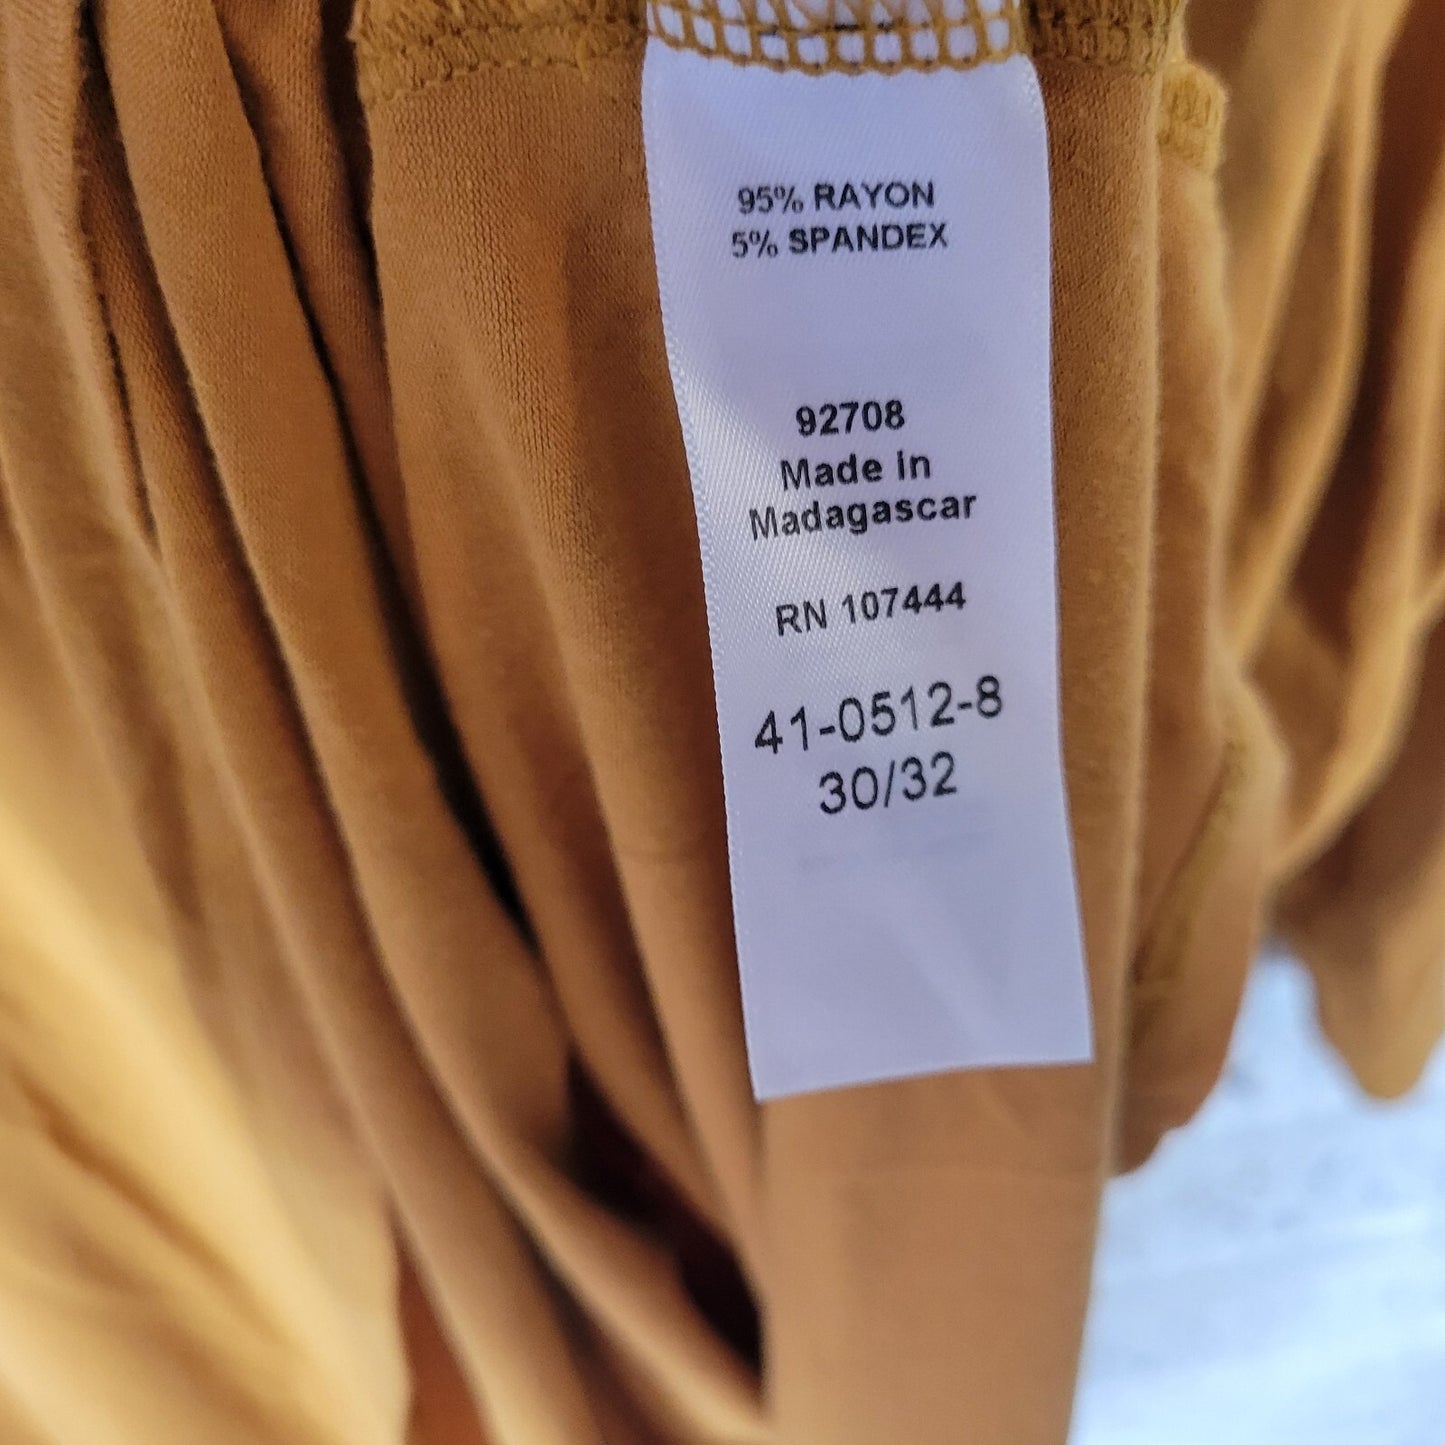 95% RAYON
5% SPANDEX
92708
Made In
Madagascar
RN 107444
41-0512-8
30/32